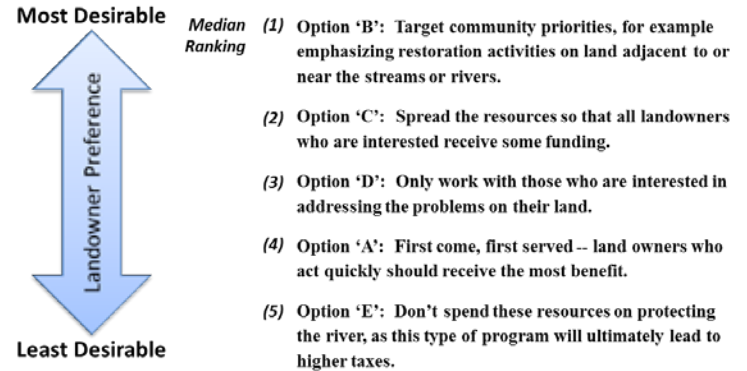 Most Desirable
Landowner Preference
Least Desirable
Median
Ranking
(1) Option ‘B’: Target community priorities, for example
emphasizing restoration activities on land adjacent to or
near the streams or rivers.
(2) Option ‘C’: Spread the resources so that all landowners
who are interested receive some funding.
(3) Option ‘D’: Only work with those who are interested in
addressing the problems on their land.
(4) Option ‘A’: First come, first served -- land owners who
act quickly should receive the most benefit.
(5) Option ‘E’: Don’t spend these resources on protecting
the river, as this type of program will ultimately lead to
higher taxes.